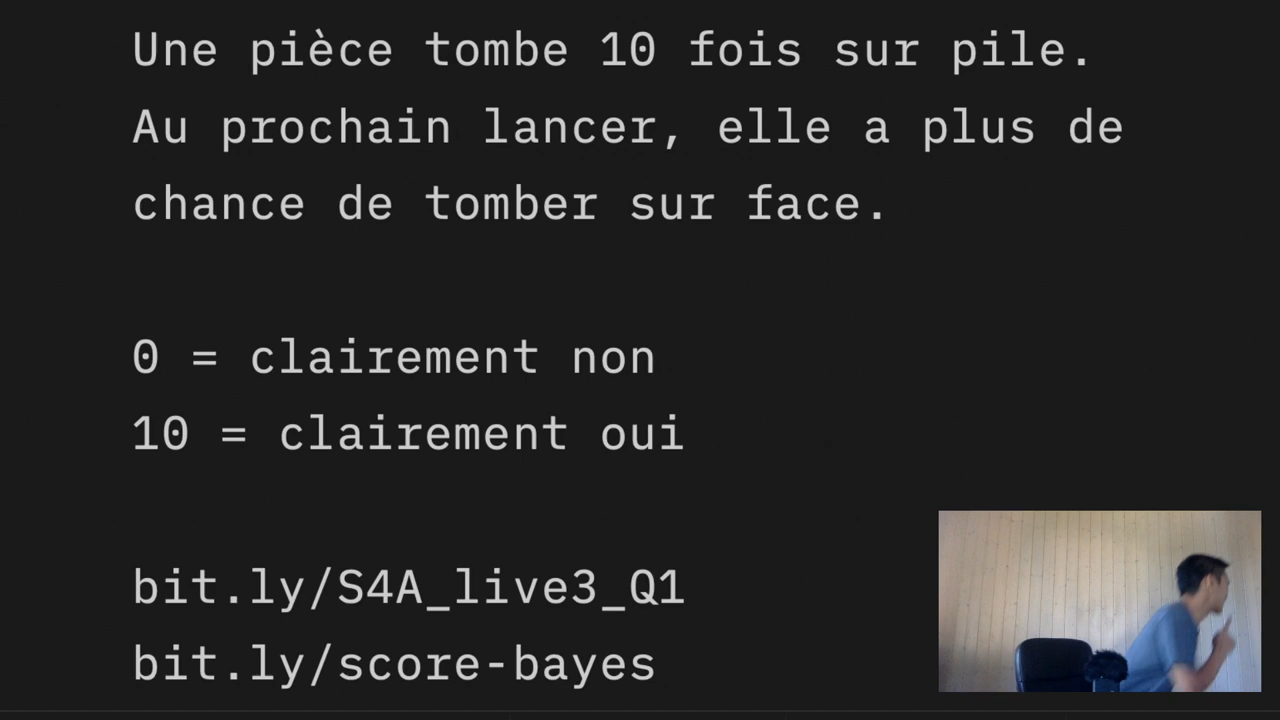 Une pièce tombe 10 fois sur pile.
Au prochain lancer, elle a plus de
chance de tomber sur face.
0 = clairement non
10 = clairement oui
bit.ly/S4A_live3_Q1
bit.ly/score-bayes